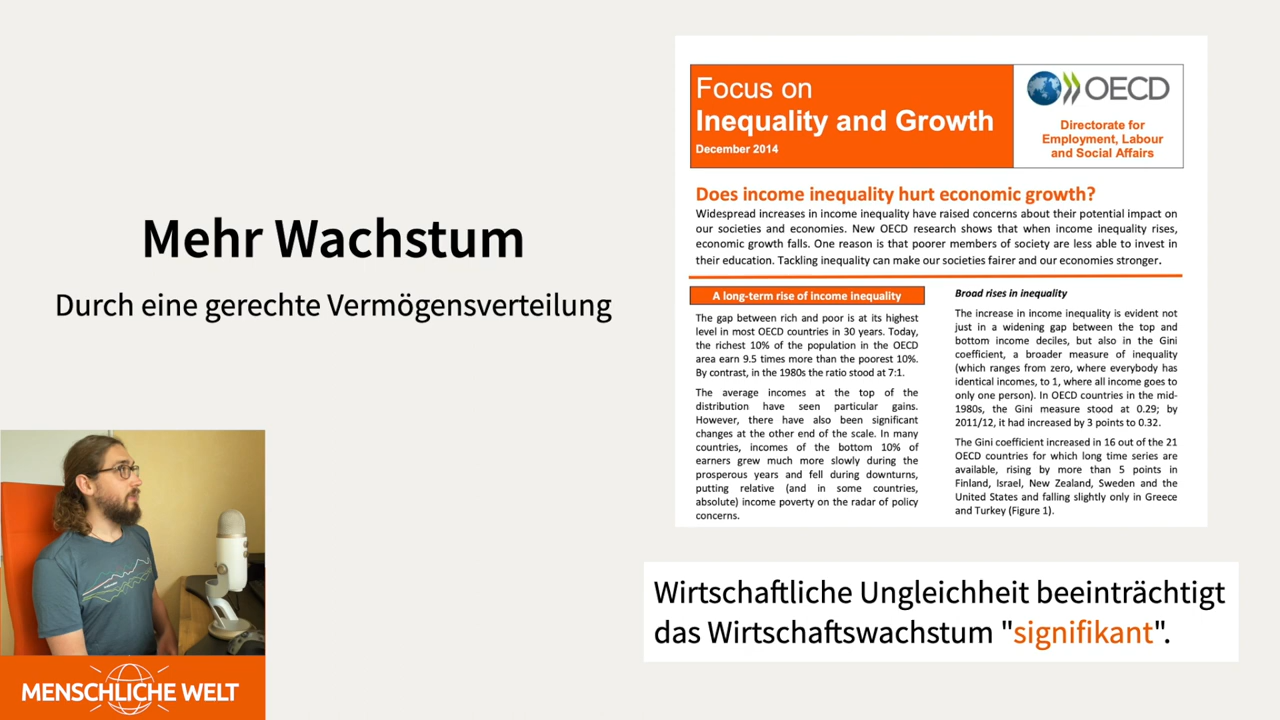 Mehr Wachstum
Durch eine gerechte Vermögensverteilung
Focus on
Inequality and Growth
December 2014
OECD
Directorate for
Employment, Labour
and Social Affairs
Does income inequality hurt economic growth?
Widespread increases in income inequality have raised concerns about their potential impact on
our societies and economies. New OECD research shows that when income inequality rises,
economic growth falls. One reason is that poorer members of society are less able to invest in
their education. Tackling inequality can make our societies fairer and our economies stronger.
A long-term rise of income inequality
The gap between rich and poor is at its highest
level in most OECD countries in 30 years. Today,
the richest 10% of the population in the OECD
area earn 9.5 times more than the poorest 10%.
By contrast, in the 1980s the ratio stood at 7:1.
The average incomes at the top of the
distribution have seen particular gains.
However, there have also been significant
changes at the other end of the scale. In many
countries, incomes of the bottom 10% of
earners grew much more slowly during the
prosperous years and fell during downturns,
putting relative (and in some countries,
absolute) income poverty on the radar of policy
concerns.
Broad rises in inequality
The increase in income inequality is evident not
just in a widening gap between the top and
bottom income deciles, but also in the Gini
coefficient, a broader measure of inequality
(which ranges from zero, where everybody has
identical incomes, to 1, where all income goes to
only one person). In OECD countries in the mid-
1980s, the Gini measure stood at 0.29; by
2011/12, it had increased by 3 points to 0.32.
The Gini coefficient increased in 16 out of the 21
OECD countries for which long time series are
available, rising by more than 5 points in
Finland, Israel, New Zealand, Sweden and the
United States and falling slightly only in Greece
and Turkey (Figure 1).
Wirtschaftliche Ungleichheit beeinträchtigt
das Wirtschaftswachstum "signifikant".
MENSCHLICHE WELT